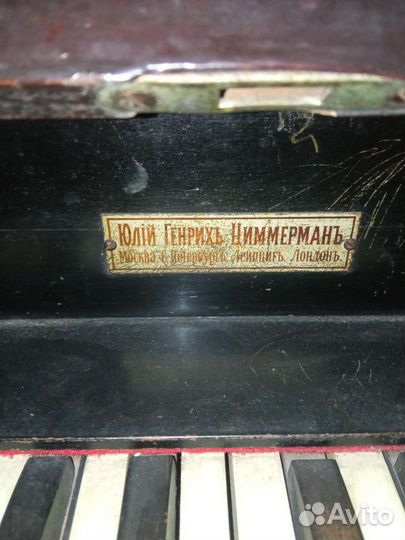 Юлій Генрихъ Циммерманъ
Москва, С. Петербургъ, Лейпцигъ, Лондонъ.
Avito